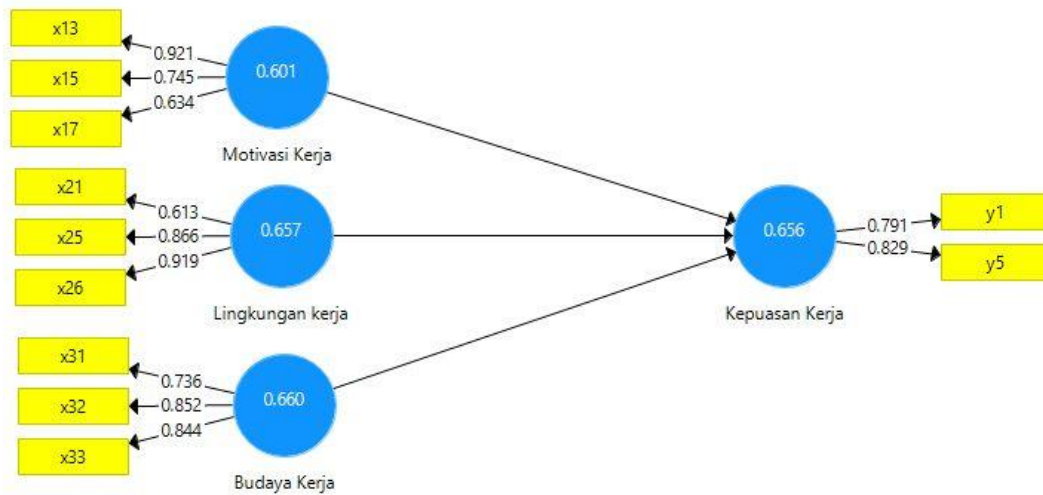 x13
0.921
0.601
x15
0.745
0.634
x17
Motivasi Kerja
x21
0.613
x25
0.866
0.657
0.919
x26
Lingkungan kerja
0.656
Kepuasan Kerja
0.791
y1
0.829
y5
x31
0.736
x32
0.852
0.660
0.844
x33
Budaya Kerja